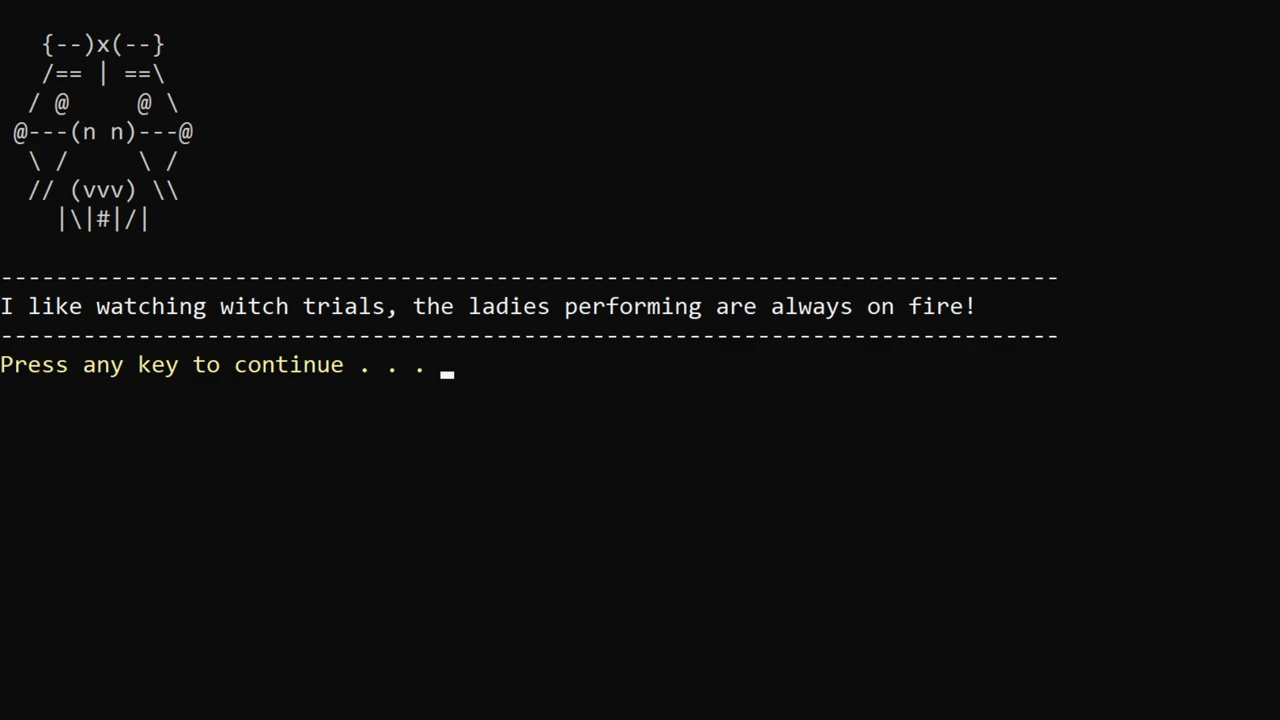 {--)x(--}
/== | ==\
/ @     @ \
@---(n n)---@
\ /     \ /
// (vvv) \\
|\|#|/|
-----------------------------------------------------------------------------
I like watching witch trials, the ladies performing are always on fire!
-----------------------------------------------------------------------------
Press any key to continue . . .